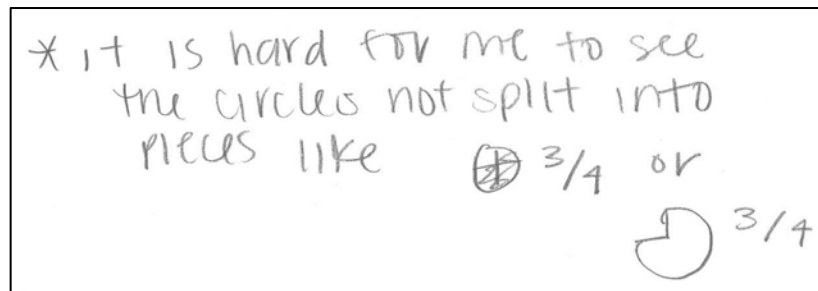 * it is hard for me to see
the circles not split into
pieces like 3/4 or
3/4